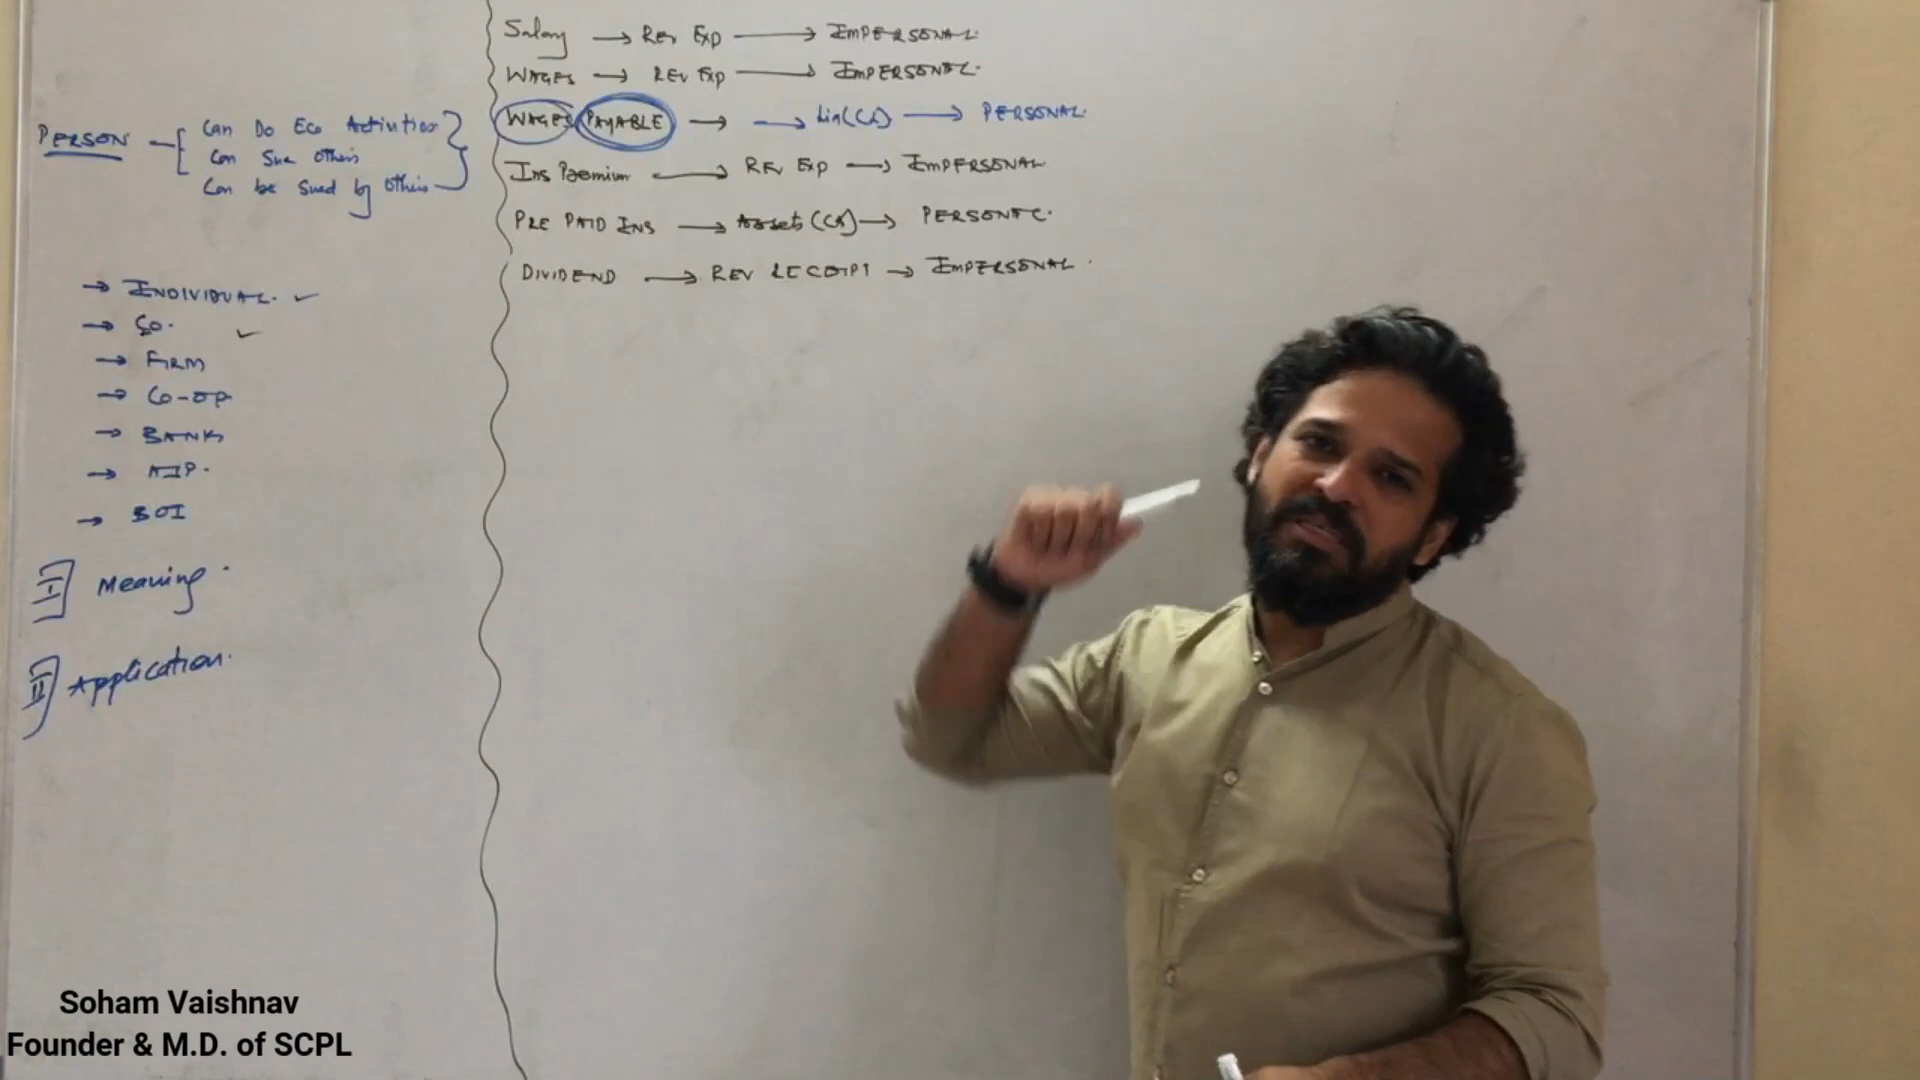 PERSON
Can Do Eco Activities
Can Sue Others
Can be Sued by Others
→ INDIVIDUAL. ✓
→ Co. ✓
→ FIRM
→ CO-OP
→ BANK
→ AJP.
→ BOI
I] Meaning.
II] Application.
Salary → Rev Exp → IMPERSONAL.
WAGES → REV EXP → IMPERSONAL.
WAGES PAYABLE → → Lia(CL) → PERSONAL.
Ins Premium → REV EXP → IMPERSONAL
PRE PAID INS → Assets (CA) → PERSONAL.
DIVIDEND → REV RECEIPT → IMPERSONAL.
Soham Vaishnav
Founder & M.D. of SCPL